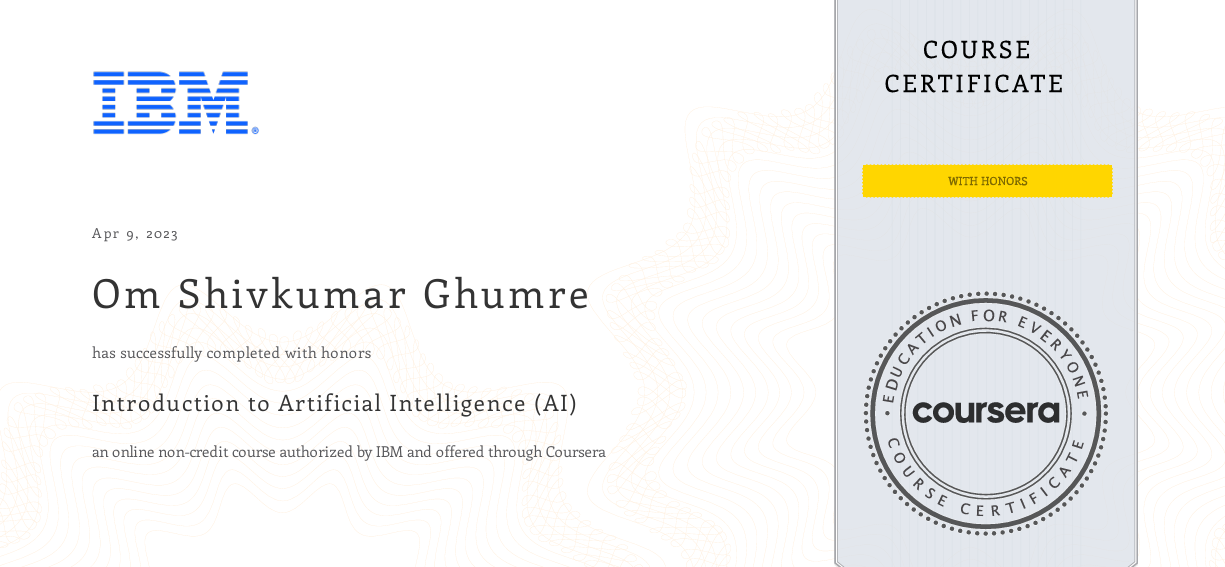 IBM®
Apr 9, 2023
Om Shivkumar Ghumre
has successfully completed with honors
Introduction to Artificial Intelligence (AI)
an online non-credit course authorized by IBM and offered through Coursera
COURSE
CERTIFICATE
WITH HONORS
EDUCATION FOR EVERYONE
coursera
COURSE CERTIFICATE